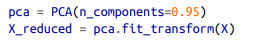 pca = PCA(n_components=0.95)
X_reduced = pca.fit_transform(X)